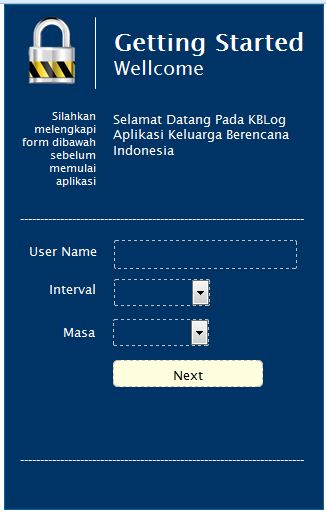 Getting Started
Wellcome
Silahkan
melengkapi
form dibawah
sebelum
memulai
aplikasi
Selamat Datang Pada KBLog
Aplikasi Keluarga Berencana
Indonesia
User Name
Interval
Masa
Next